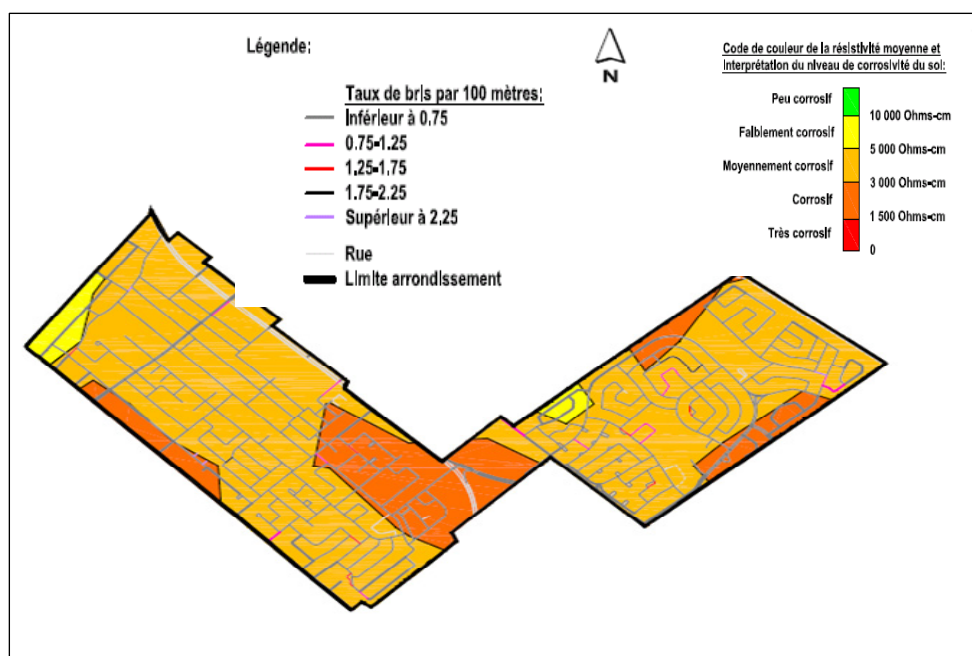 Légende:
N
Taux de bris par 100 mètres:
Inférieur à 0.75
0.75-1.25
1.25-1.75
1.75-2.25
Supérieur à 2.25
Rue
Limite arrondissement
Code de couleur de la résistivité moyenne et
interprétation du niveau de corrosivité du sol:
Peu corrosif
10 000 Ohms-cm
Faiblement corrosif
5 000 Ohms-cm
Moyennement corrosif
3 000 Ohms-cm
Corrosif
1 500 Ohms-cm
Très corrosif
0